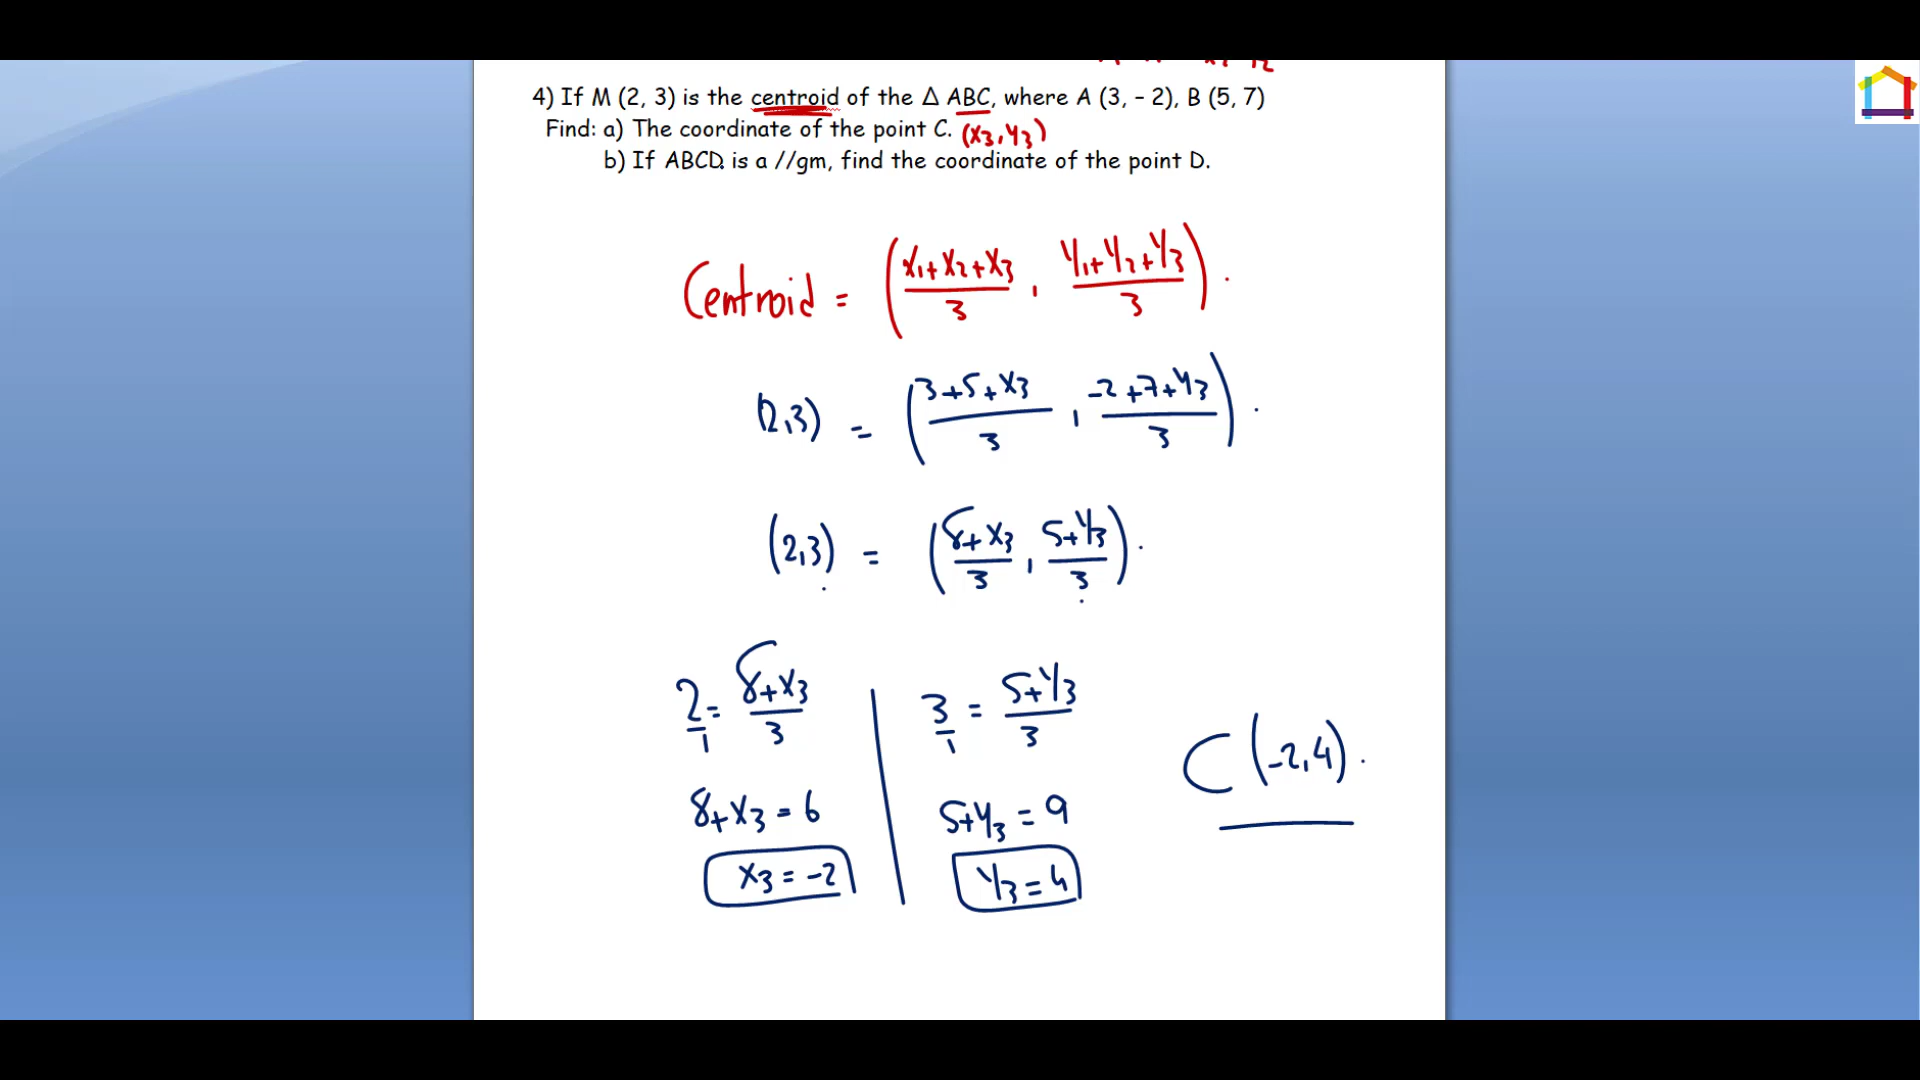 4) If M (2, 3) is the centroid of the Δ ABC, where A (3, – 2), B (5, 7)
Find: a) The coordinate of the point C. (x3, y3)
b) If ABCD is a //gm, find the coordinate of the point D.
Centroid = ( x1+x2+x3 / 3 , y1+y2+y3 / 3 ).
(2,3) = ( 3+5+x3 / 3 , -2+7+y3 / 3 ).
(2,3) = ( 8+x3 / 3 , 5+y3 / 3 ).
2/1 = 8+x3 / 3
8+x3 = 6
x3 = -2
3/1 = 5+y3 / 3
5+y3 = 9
y3 = 4
C (-2,4).